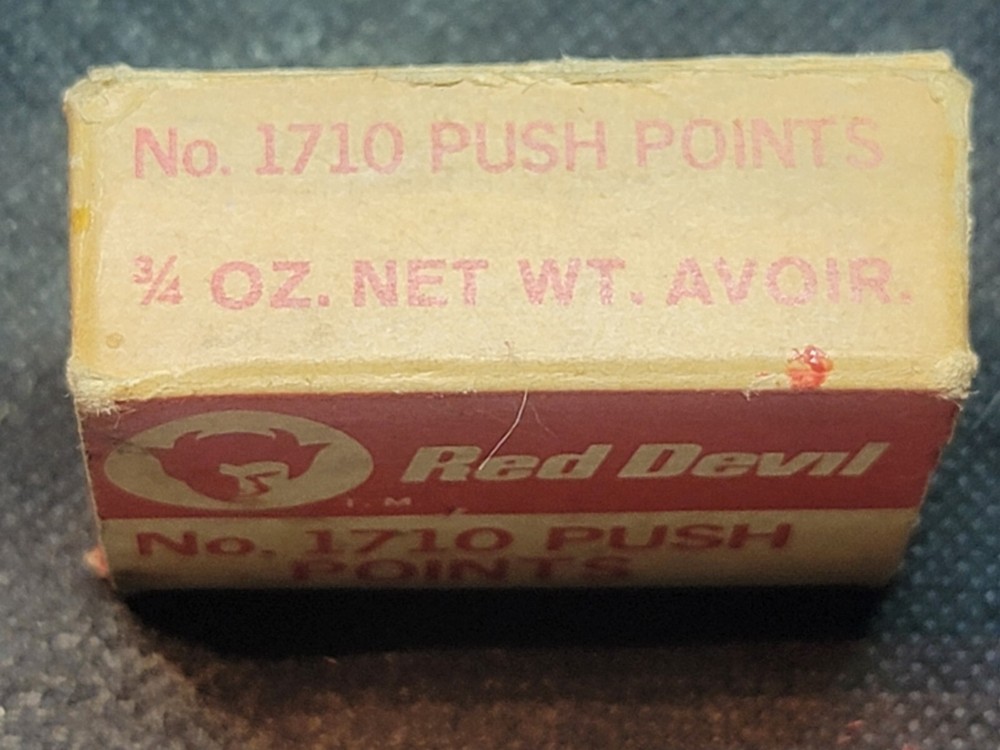 No. 1710 PUSH POINTS
¾ OZ. NET WT. AVOIR.
Red Devil
T.M.
No. 1710 PUSH
POINTS